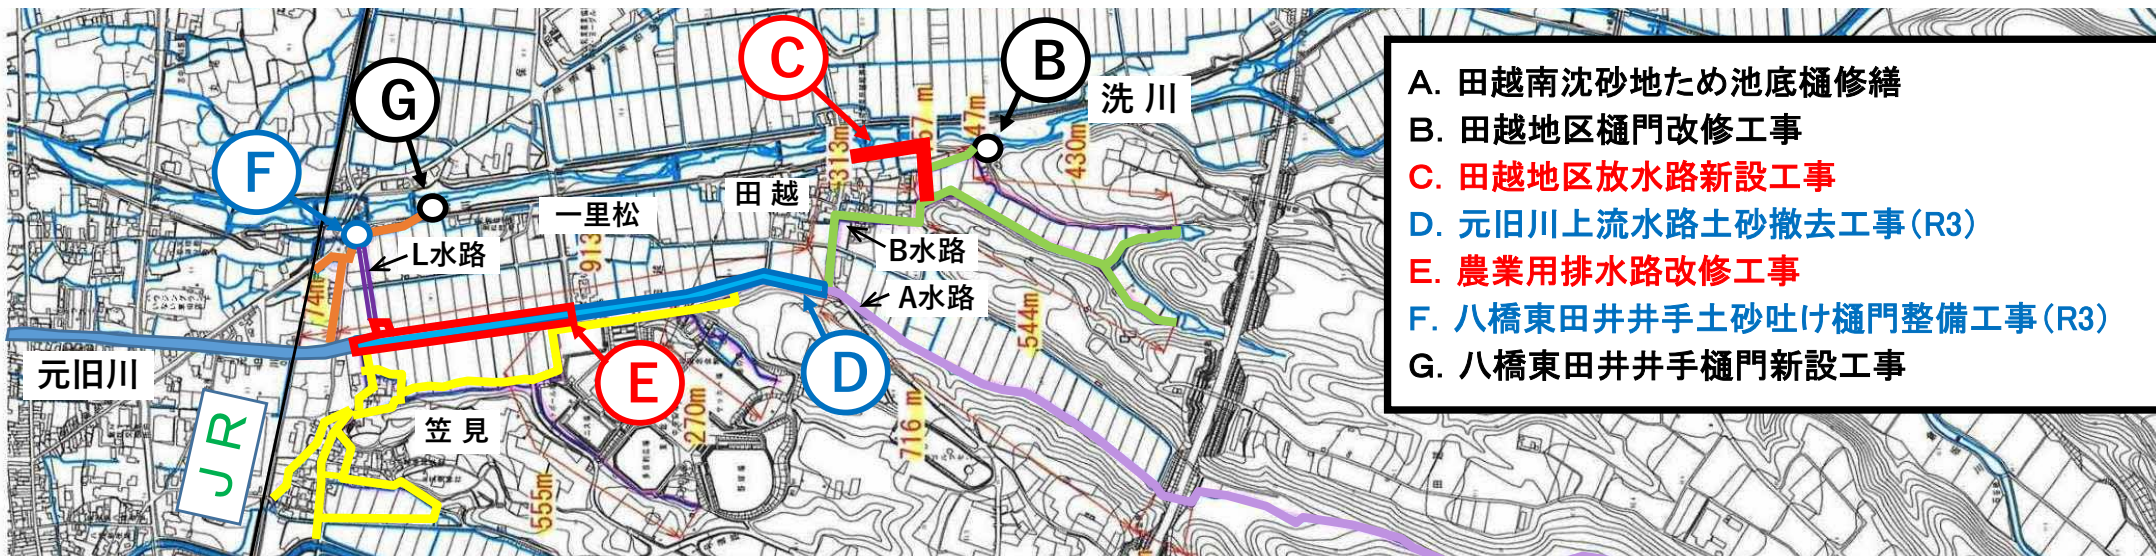 C
B
G
F
洗 川
田 越
一里松
L水路
B水路
A水路
元旧川
E
D
笠 見
J R
313m
47m
430m
913
74m
544m
270m
716 m
555m
A. 田越南沈砂地ため池底樋修繕
B. 田越地区樋門改修工事
C. 田越地区放水路新設工事
D. 元旧川上流水路土砂撤去工事(R3)
E. 農業用排水路改修工事
F. 八橋東田井井手土砂吐け樋門整備工事(R3)
G. 八橋東田井井手樋門新設工事